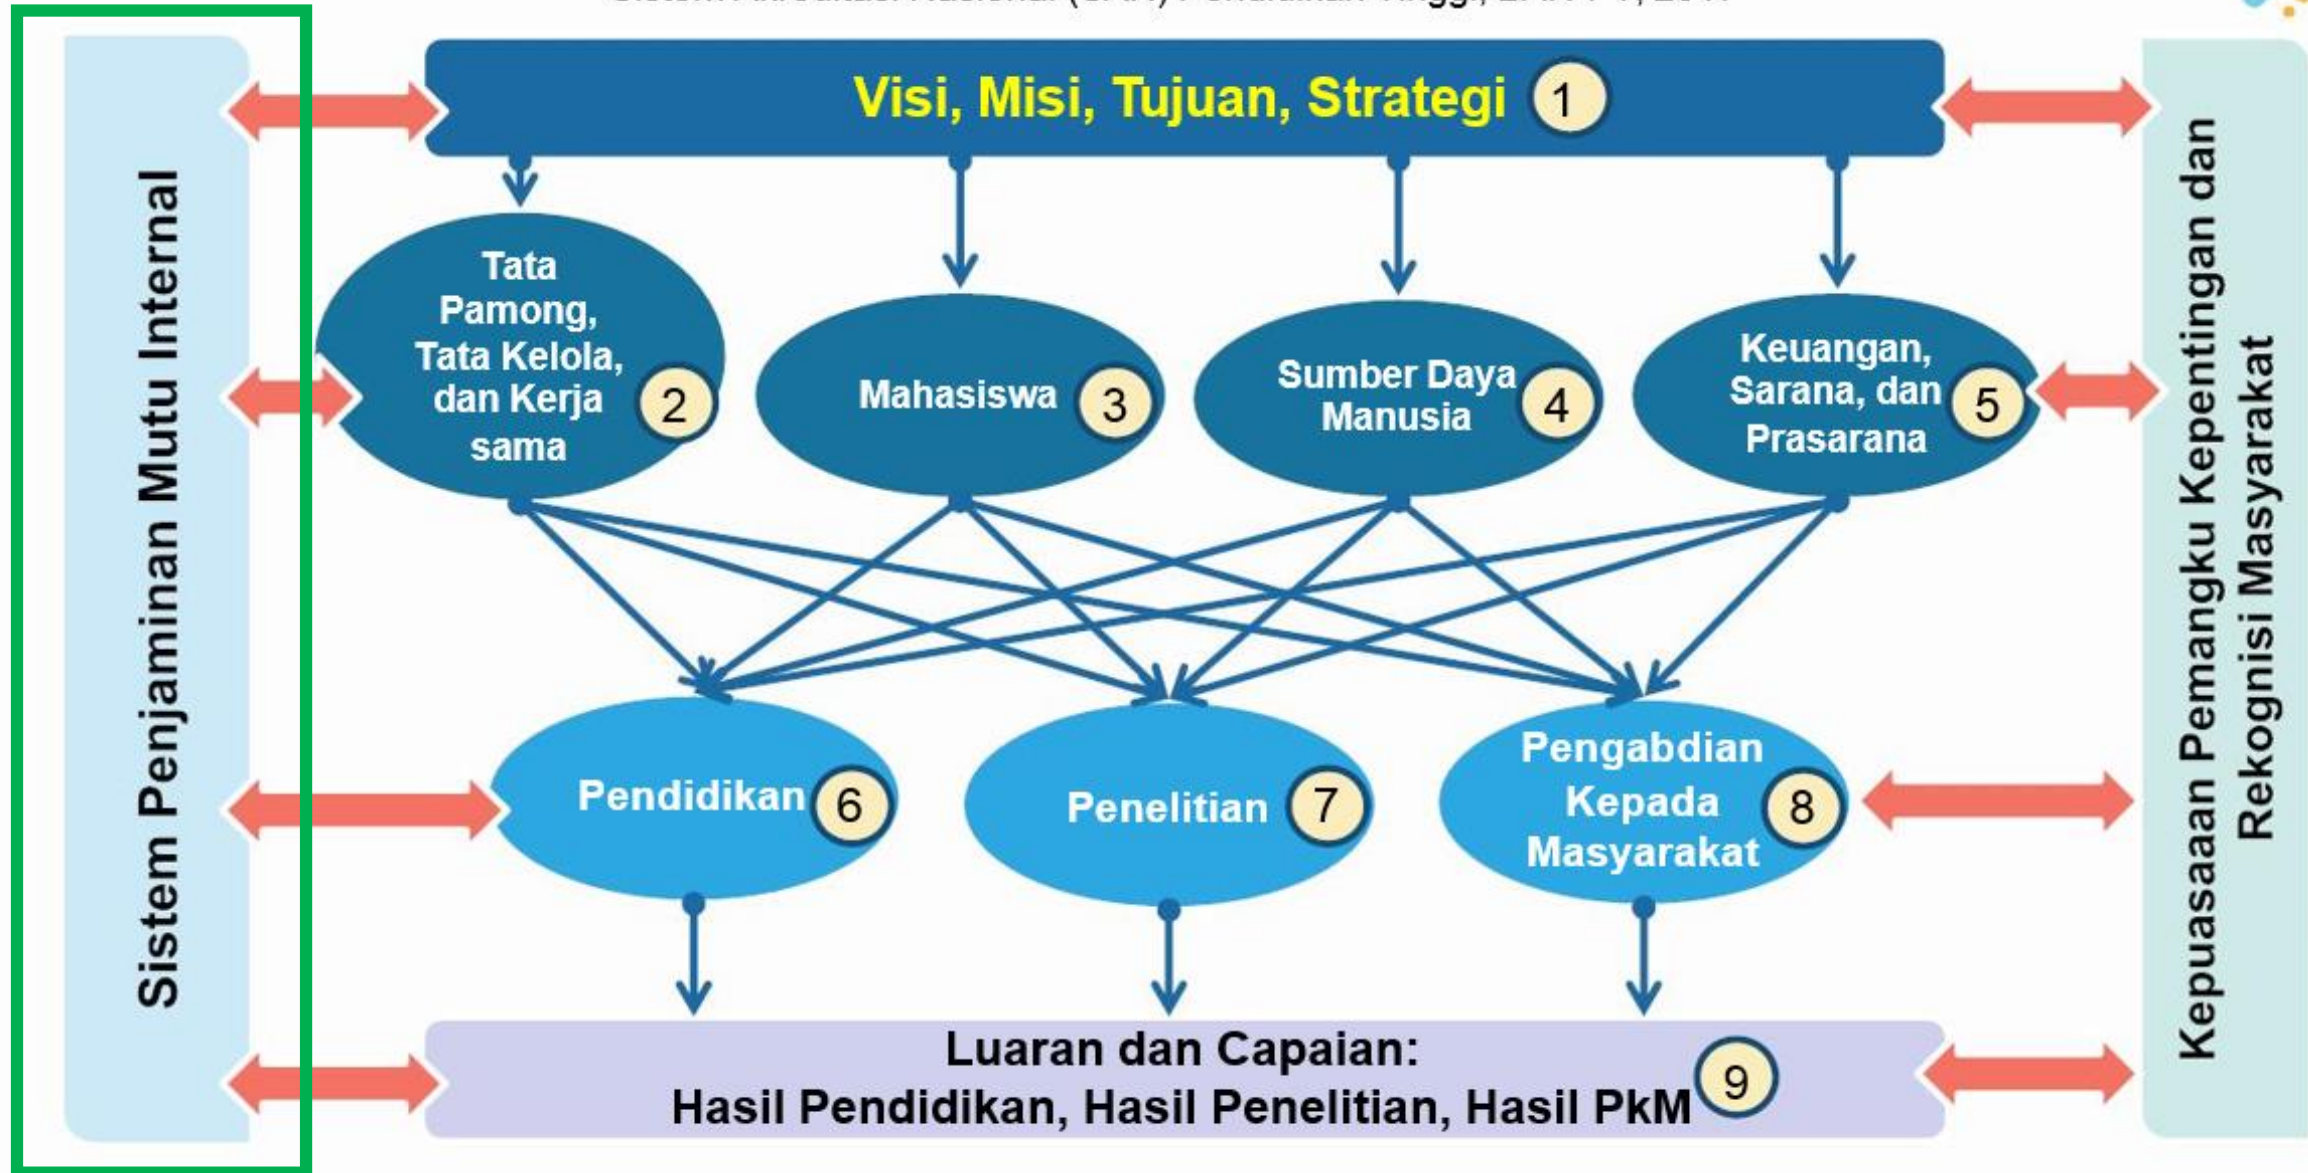 Sistem Penjaminan Mutu Internal
Visi, Misi, Tujuan, Strategi 1
Tata
Pamong,
Tata Kelola,
dan Kerja
sama
2
Mahasiswa 3
Sumber Daya
Manusia
4
Keuangan,
Sarana, dan
Prasarana
5
Pendidikan 6
Penelitian 7
Pengabdian
Kepada
Masyarakat
8
Luaran dan Capaian:
Hasil Pendidikan, Hasil Penelitian, Hasil PkM
9
Kepuasaaan Pemangku Kepentingan dan
Rekognisi Masyarakat